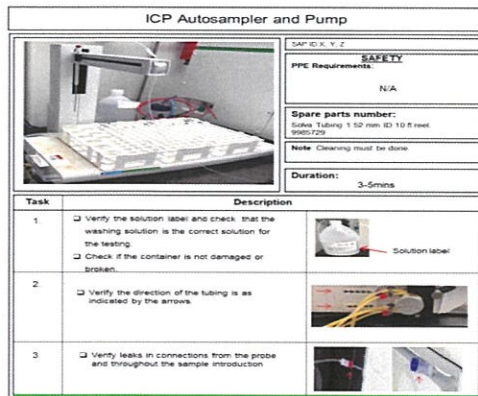 ICP Autosampler and Pump
SAP ID X, Y, Z
SAFETY
PPE Requirements:
N/A
Spare parts number:
Solva Tubing 1.52 mm ID 10 ft reel
9985729
Note Cleaning must be done
Duration:
3-5mins
Task
Description
1
Verify the solution label and check that the
washing solution is the correct solution for
the testing.
Check if the container is not damaged or
broken.
Solution label
2
Verify the direction of the tubing is as
indicated by the arrows.
3
Verify leaks in connections from the probe
and throughout the sample introduction